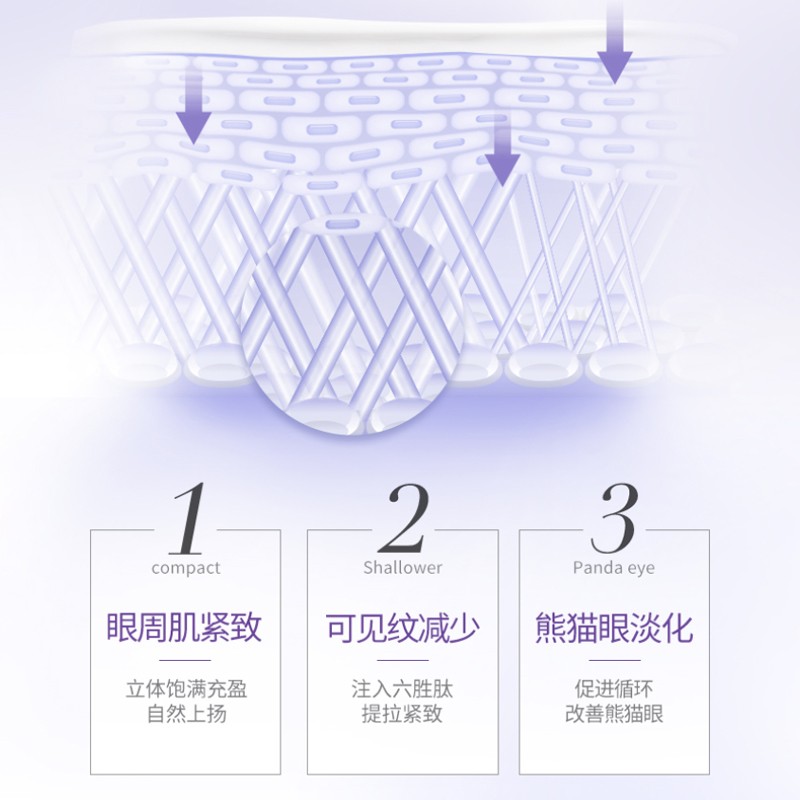 1
compact
眼周肌紧致
立体饱满充盈
自然上扬
2
Shallower
可见纹减少
注入六胜肽
提拉紧致
3
Panda eye
熊猫眼淡化
促进循环
改善熊猫眼